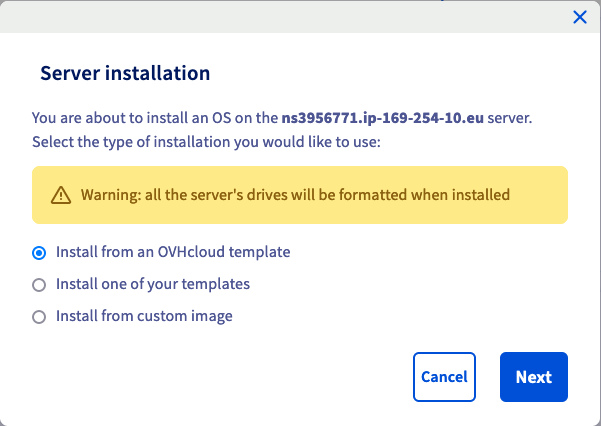 Server installation
You are about to install an OS on the ns3956771.ip-169-254-10.eu server.
Select the type of installation you would like to use:
Warning: all the server's drives will be formatted when installed
Install from an OVHcloud template
Install one of your templates
Install from custom image
Cancel
Next